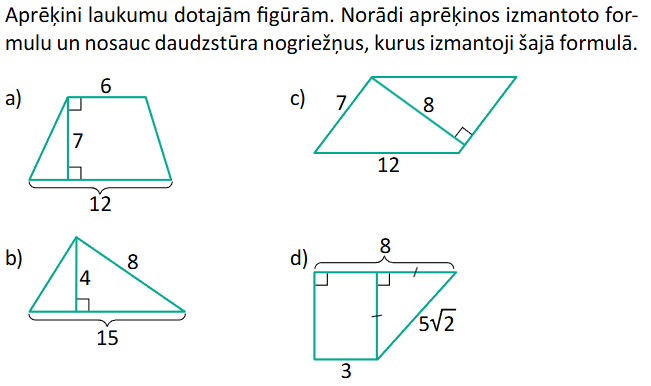 Aprēķini laukumu dotajām figūrām. Norādi aprēķinos izmantoto for-
mulu un nosauc daudzstūra nogriežņus, kurus izmantoji šajā formulā.
a)
6
7
12
c)
7
8
12
b)
4
8
15
d)
8
5√2
3